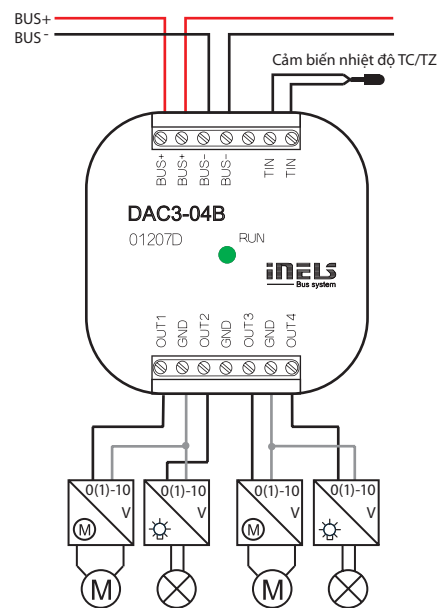 BUS+
BUS-
Cảm biến nhiệt độ TC/TZ
BUS+ BUS+ BUS- BUS- TIN TIN
DAC3-04B
01207D
RUN
iNELS
Bus system
OUT1 GND OUT2 GND OUT3 GND OUT4
0(1)-10 V M
0(1)-10 V
0(1)-10 V M
0(1)-10 V
M
M